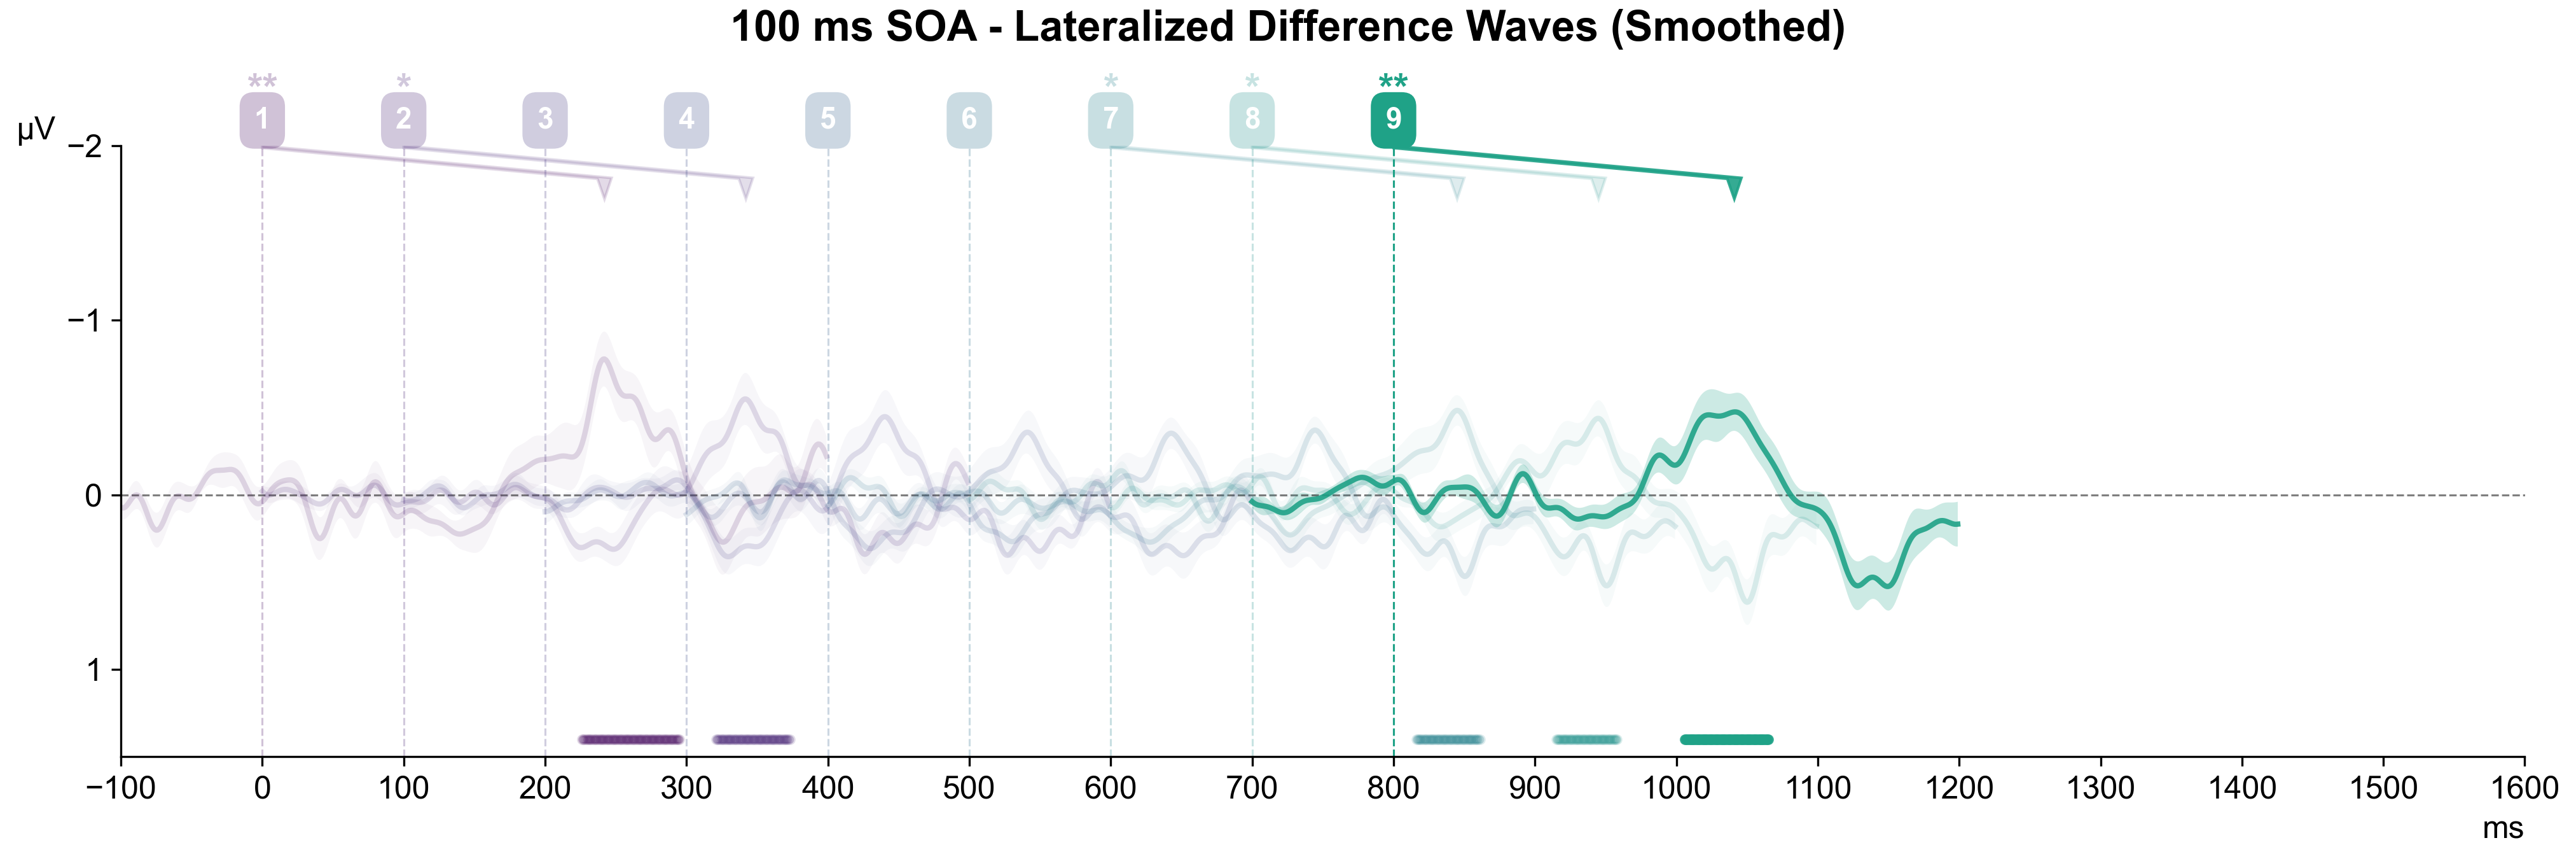 100 ms SOA - Lateralized Difference Waves (Smoothed)
** * * * **
1 2 3 4 5 6 7 8 9
μV
−2
−1
0
1
−100 0 100 200 300 400 500 600 700 800 900 1000 1100 1200 1300 1400 1500 1600
ms